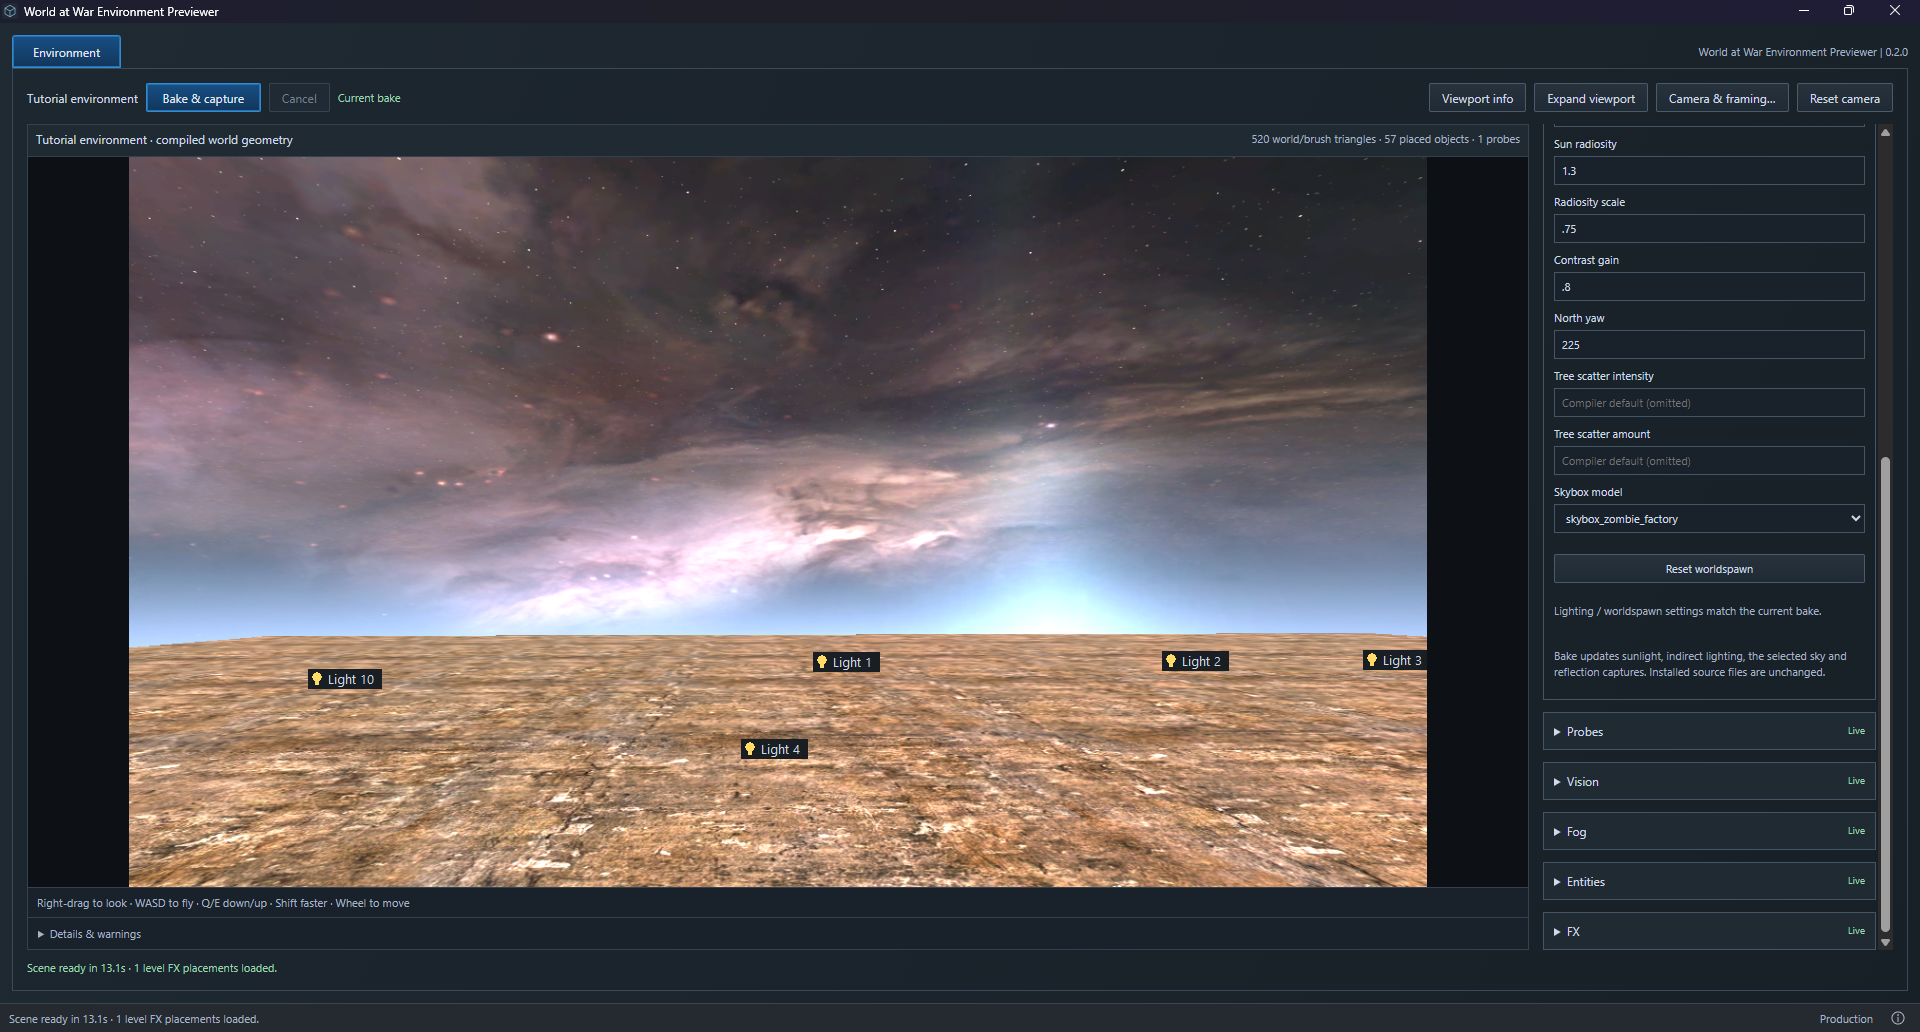 World at War Environment Previewer
Environment
World at War Environment Previewer | 0.2.0
Tutorial environment
Bake & capture
Cancel
Current bake
Viewport info
Expand viewport
Camera & framing...
Reset camera
Tutorial environment · compiled world geometry
520 world/brush triangles · 57 placed objects · 1 probes
Light 10
Light 1
Light 2
Light 3
Light 4
Right-drag to look · WASD to fly · Q/E down/up · Shift faster · Wheel to move
Details & warnings
Scene ready in 13.1s · 1 level FX placements loaded.
Sun radiosity
1.3
Radiosity scale
.75
Contrast gain
.8
North yaw
225
Tree scatter intensity
Compiler default (omitted)
Tree scatter amount
Compiler default (omitted)
Skybox model
skybox_zombie_factory
Reset worldspawn
Lighting / worldspawn settings match the current bake.
Bake updates sunlight, indirect lighting, the selected sky and
reflection captures. Installed source files are unchanged.
Probes Live
Vision Live
Fog Live
Entities Live
FX Live
Scene ready in 13.1s · 1 level FX placements loaded.
Production